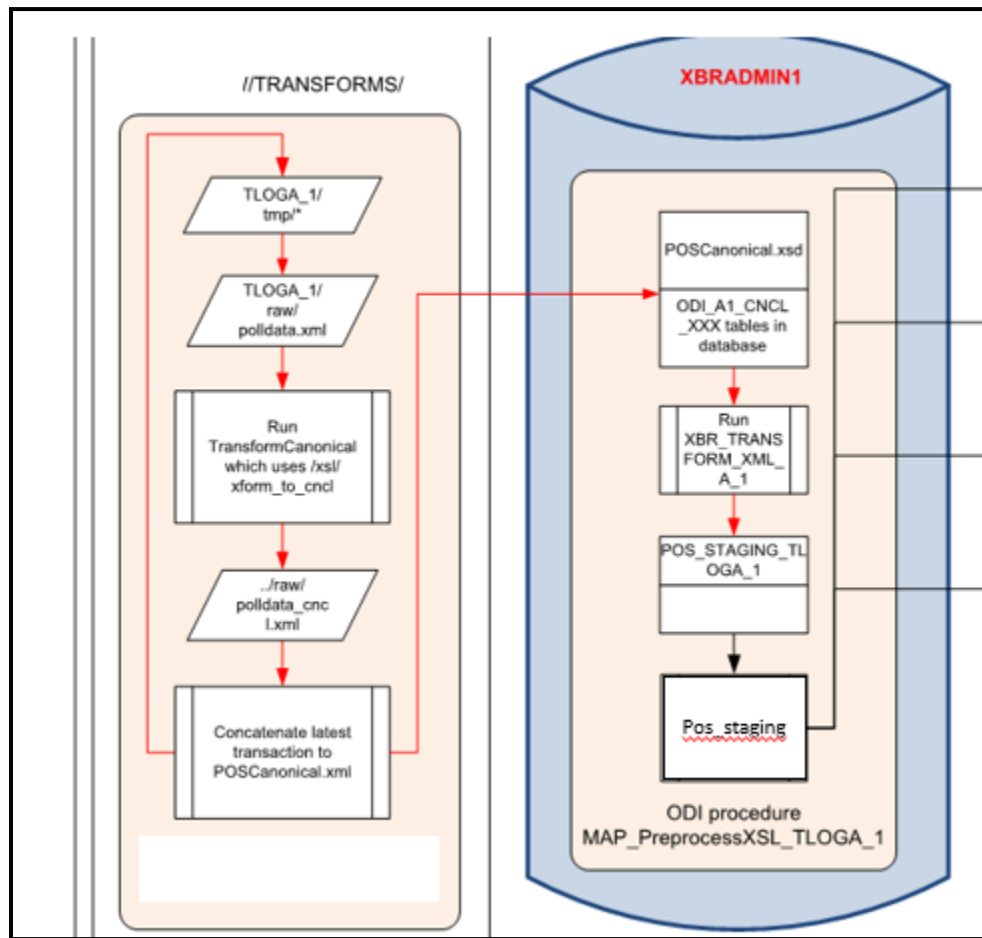 //TRANSFORMS/
TLOGA_1/
tmp/*
TLOGA_1/
raw/
polldata.xml
Run
TransformCanonical
which uses /xsl/
xform_to_cncl
../raw/
polldata_cnc
l.xml
Concatenate latest
transaction to
POSCanonical.xml
XBRADMIN1
POSCanonical.xsd
ODI_A1_CNCL
_XXX tables in
database
Run
XBR_TRANS
FORM_XML_
A_1
POS_STAGING_TL
OGA_1
Pos_staging
ODI procedure
MAP_PreprocessXSL_TLOGA_1